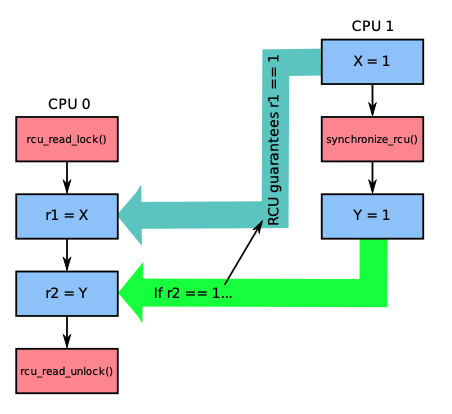 CPU 1
X = 1
CPU 0
rcu_read_lock()
synchronize_rcu()
RCU guarantees r1 == 1
r1 = X
Y = 1
r2 = Y
If r2 == 1...
rcu_read_unlock()